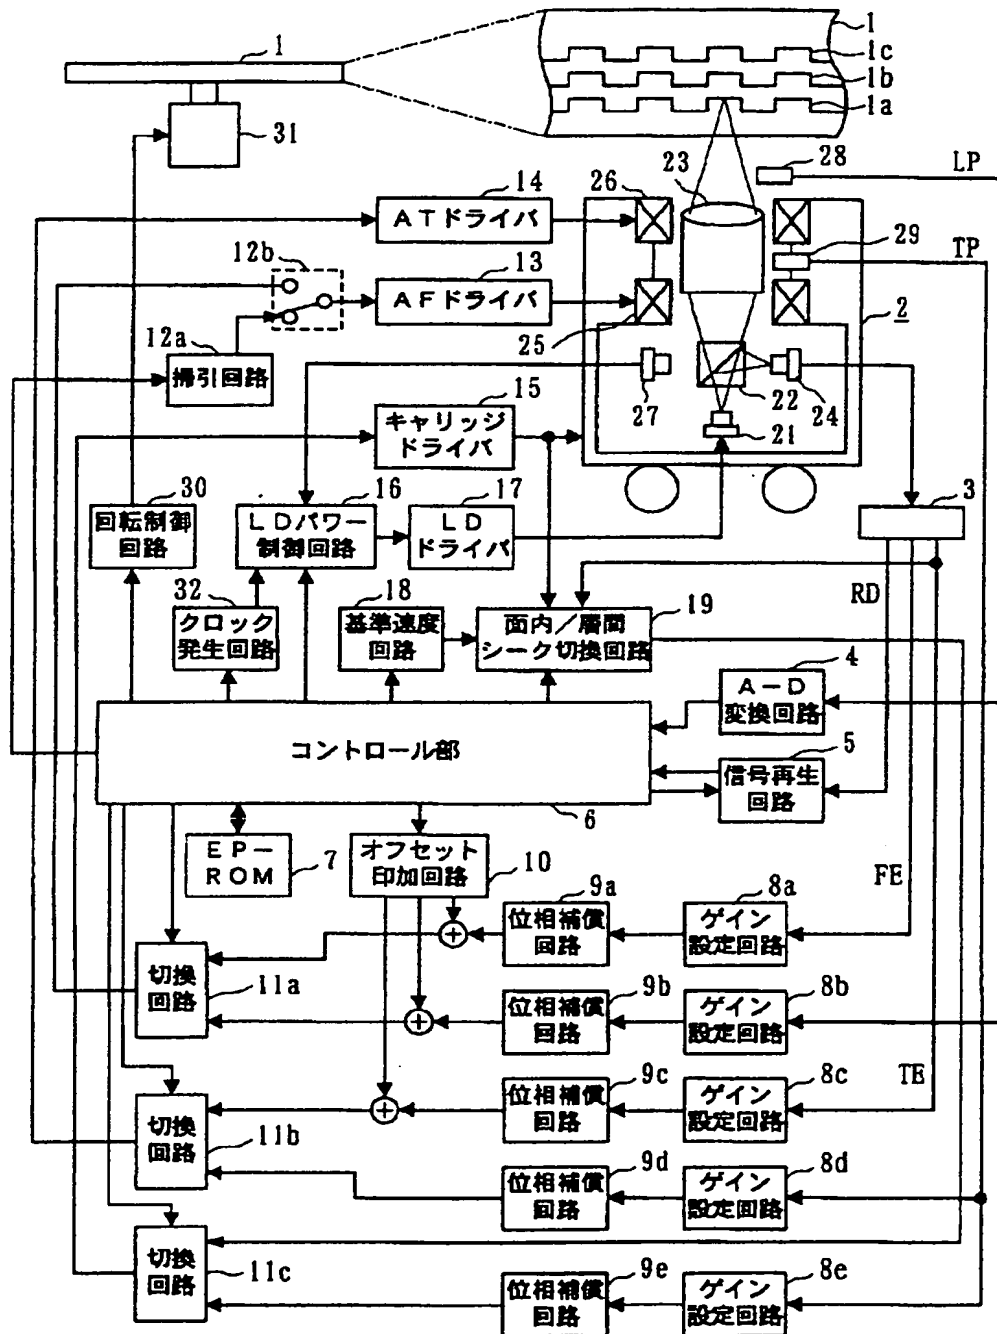 1
1
1c
1b
1a
31
28
LP
23
26
14
ATドライバ
29
TP
12b
13
AFドライバ
2
12a
掃引回路
25
27
22
24
21
15
キャリッジ
ドライバ
30
回転制御
回路
16
LDパワー
制御回路
17
LD
ドライバ
3
RD
32
クロック
発生回路
18
基準速度
回路
19
面内/層間
シーク切換回路
4
A-D
変換回路
コントロール部
6
5
信号再生
回路
EP-
ROM
7
オフセット
印加回路
10
FE
9a
位相補償
回路
8a
ゲイン
設定回路
切換
回路
11a
9b
位相補償
回路
8b
ゲイン
設定回路
TE
9c
位相補償
回路
8c
ゲイン
設定回路
切換
回路
11b
9d
位相補償
回路
8d
ゲイン
設定回路
切換
回路
11c
9e
位相補償
回路
8e
ゲイン
設定回路